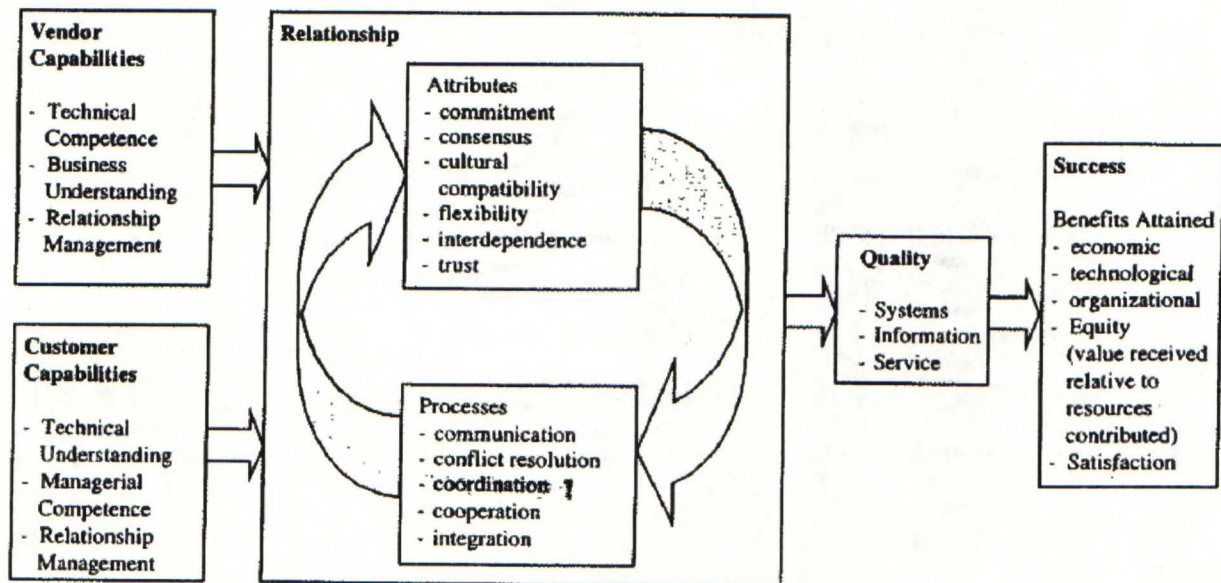 Vendor
Capabilities
- Technical
Competence
- Business
Understanding
- Relationship
Management
Customer
Capabilities
- Technical
Understanding
- Managerial
Competence
- Relationship
Management
Relationship
Attributes
- commitment
- consensus
- cultural
compatibility
- flexibility
- interdependence
- trust
Processes
- communication
- conflict resolution
- coordination
- cooperation
- integration
Quality
- Systems
- Information
- Service
Success
Benefits Attained
- economic
- technological
- organizational
- Equity
(value received
relative to
resources
contributed)
- Satisfaction